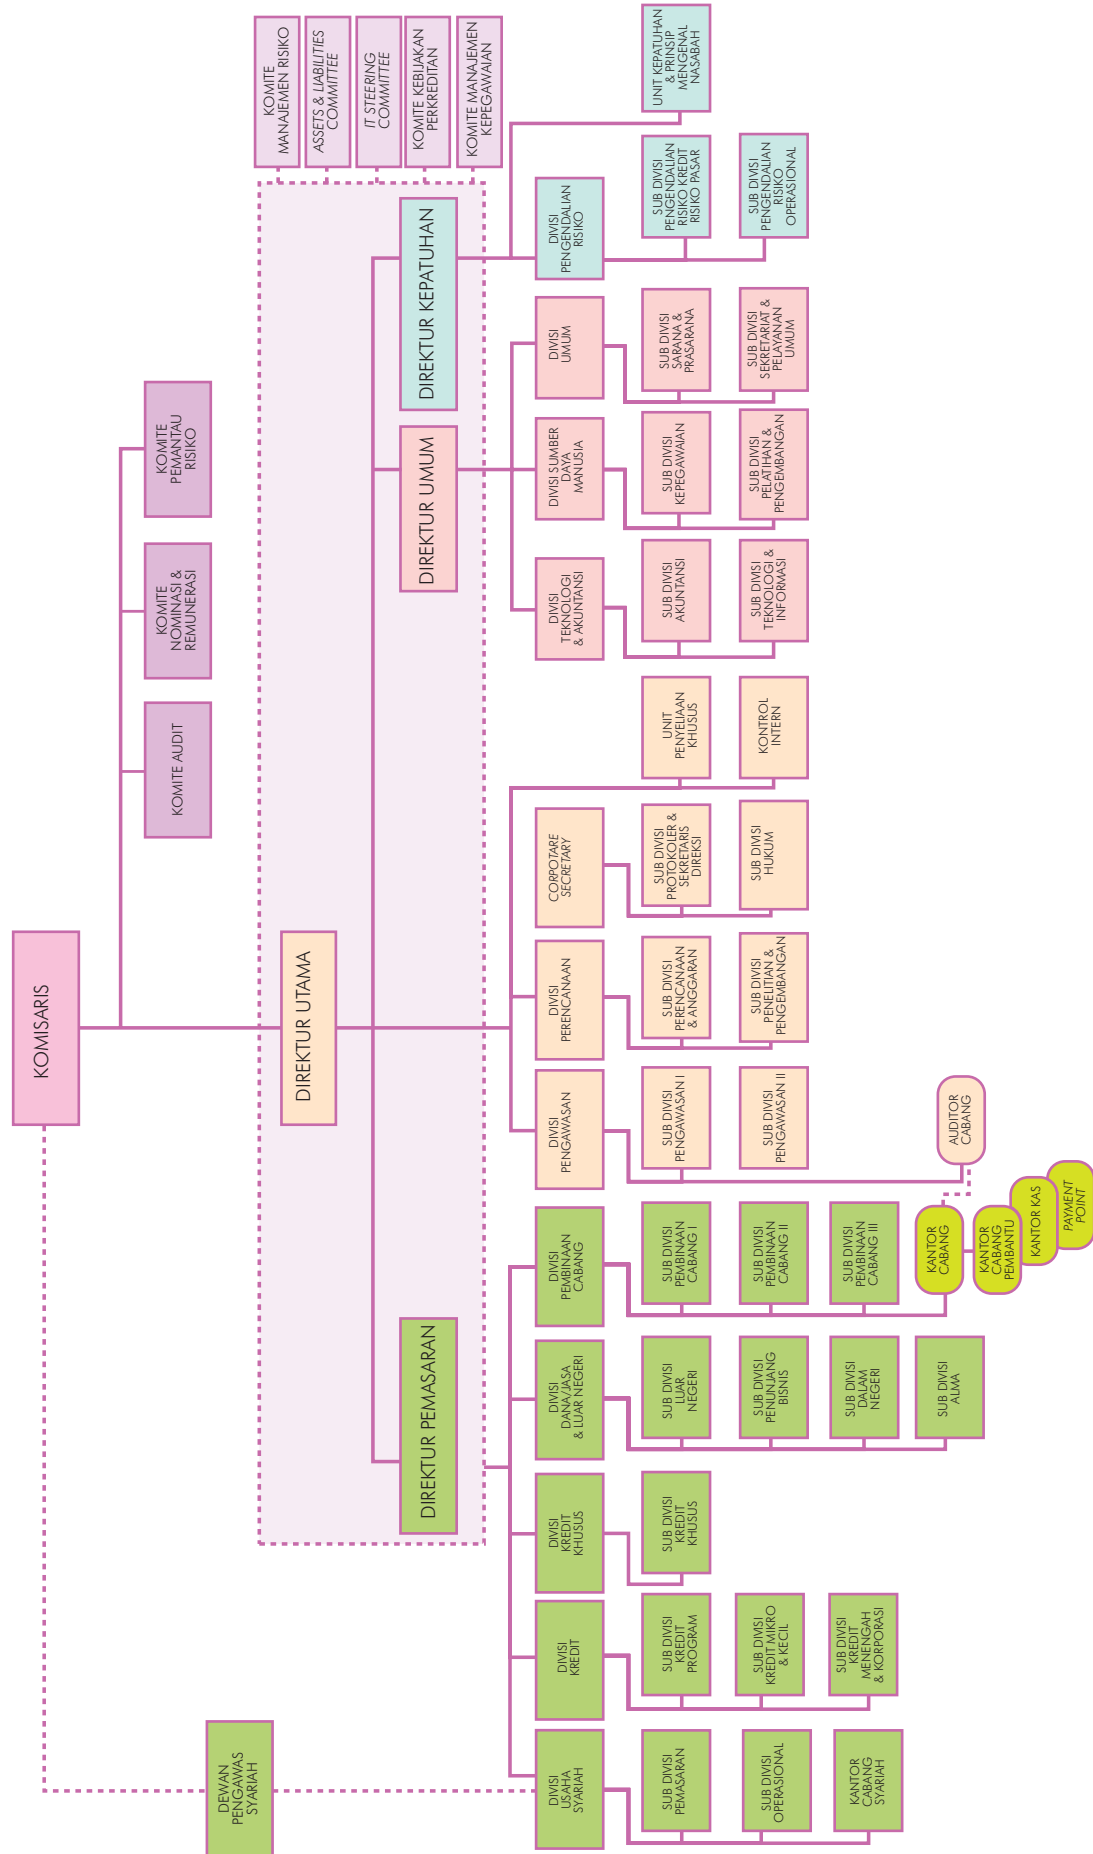 KOMISARIS
KOMITE AUDIT
KOMITE
NOMINASI &
REMUNERASI
KOMITE
PEMANTAU
RISIKO
DEWAN
PENGAWAS
SYARIAH
DIREKTUR UTAMA
KOMITE
MANAJEMEN RISIKO
ASSETS & LIABILITIES
COMMITTEE
IT STEERING
COMMITTEE
KOMITE KEBIJAKAN
PERKREDITAN
KOMITE MANAJEMEN
KEPEGAWAIAN
DIREKTUR PEMASARAN
DIREKTUR UMUM
DIREKTUR KEPATUHAN
DIVISI
USAHA
SYARIAH
SUB DIVISI
PEMASARAN
SUB DIVISI
OPERASIONAL
KANTOR
CABANG
SYARIAH
DIVISI
KREDIT
SUB DIVISI
KREDIT
PROGRAM
SUB DIVISI
KREDIT MIKRO
& KECIL
SUB DIVISI
KREDIT
MENENGAH
& KORPORASI
DIVISI
KREDIT
KHUSUS
SUB DIVISI
KREDIT
KHUSUS
DIVISI
DANA/JASA
& LUAR NEGERI
SUB DIVISI
LUAR
NEGERI
SUB DIVISI
PENUNJANG
BISNIS
SUB DIVISI
DALAM
NEGERI
SUB DIVISI
ALMA
DIVISI
PEMBINAAN
CABANG
SUB DIVISI
PEMBINAAN
CABANG I
SUB DIVISI
PEMBINAAN
CABANG II
SUB DIVISI
PEMBINAAN
CABANG III
KANTOR
CABANG
KANTOR
CABANG
PEMBANTU
KANTOR KAS
PAYMENT
POINT
DIVISI
PENGAWASAN
SUB DIVISI
PENGAWASAN I
SUB DIVISI
PENGAWASAN II
AUDITOR
CABANG
DIVISI
PERENCANAAN
SUB DIVISI
PERENCANAAN
& ANGGARAN
SUB DIVISI
PENELITIAN &
PENGEMBANGAN
CORPOTARE
SECRETARY
SUB DIVISI
PROTOKOLER &
SEKRETARIS
DIREKSI
SUB DIVISI
HUKUM
UNIT
PENYELIAAN
KHUSUS
KONTROL
INTERN
DIVISI
TEKNOLOGI
& AKUNTANSI
SUB DIVISI
AKUNTANSI
SUB DIVISI
TEKNOLOGI &
INFORMASI
DIVISI SUMBER
DAYA
MANUSIA
SUB DIVISI
KEPEGAWAIAN
SUB DIVISI
PELATIHAN &
PENGEMBANGAN
DIVISI
UMUM
SUB DIVISI
SARANA &
PRASARANA
SUB DIVISI
SEKRETARIAT &
PELAYANAN
UMUM
DIVISI
PENGENDALIAN
RISIKO
SUB DIVISI
PENGENDALIAN
RISIKO KREDIT
RISIKO PASAR
SUB DIVISI
PENGENDALIAN
RISIKO
OPERASIONAL
UNIT KEPATUHAN
& PRINSIP
MENGENAL
NASABAH